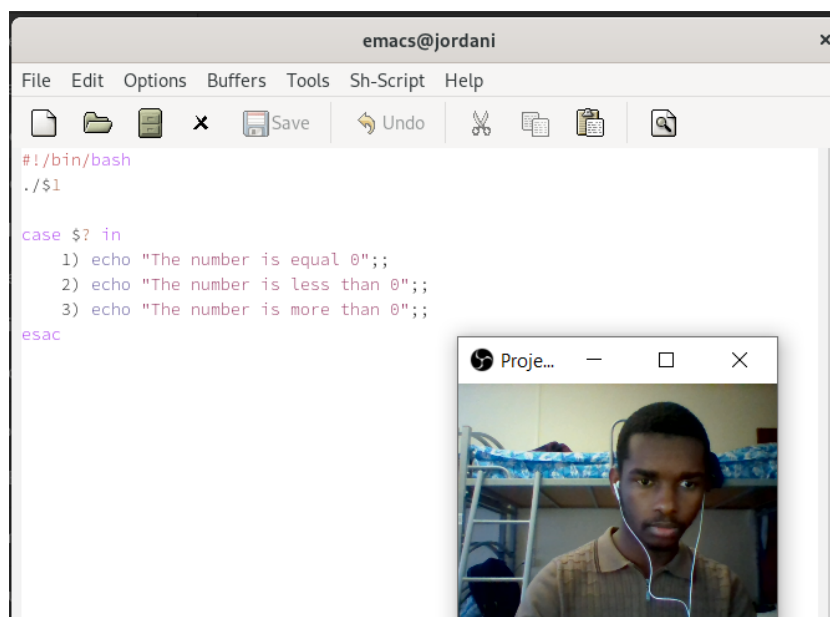 emacs@jordani
File Edit Options Buffers Tools Sh-Script Help
Save Undo
#!/bin/bash
./$1
case $? in
1) echo "The number is equal 0";;
2) echo "The number is less than 0";;
3) echo "The number is more than 0";;
esac
Proje...